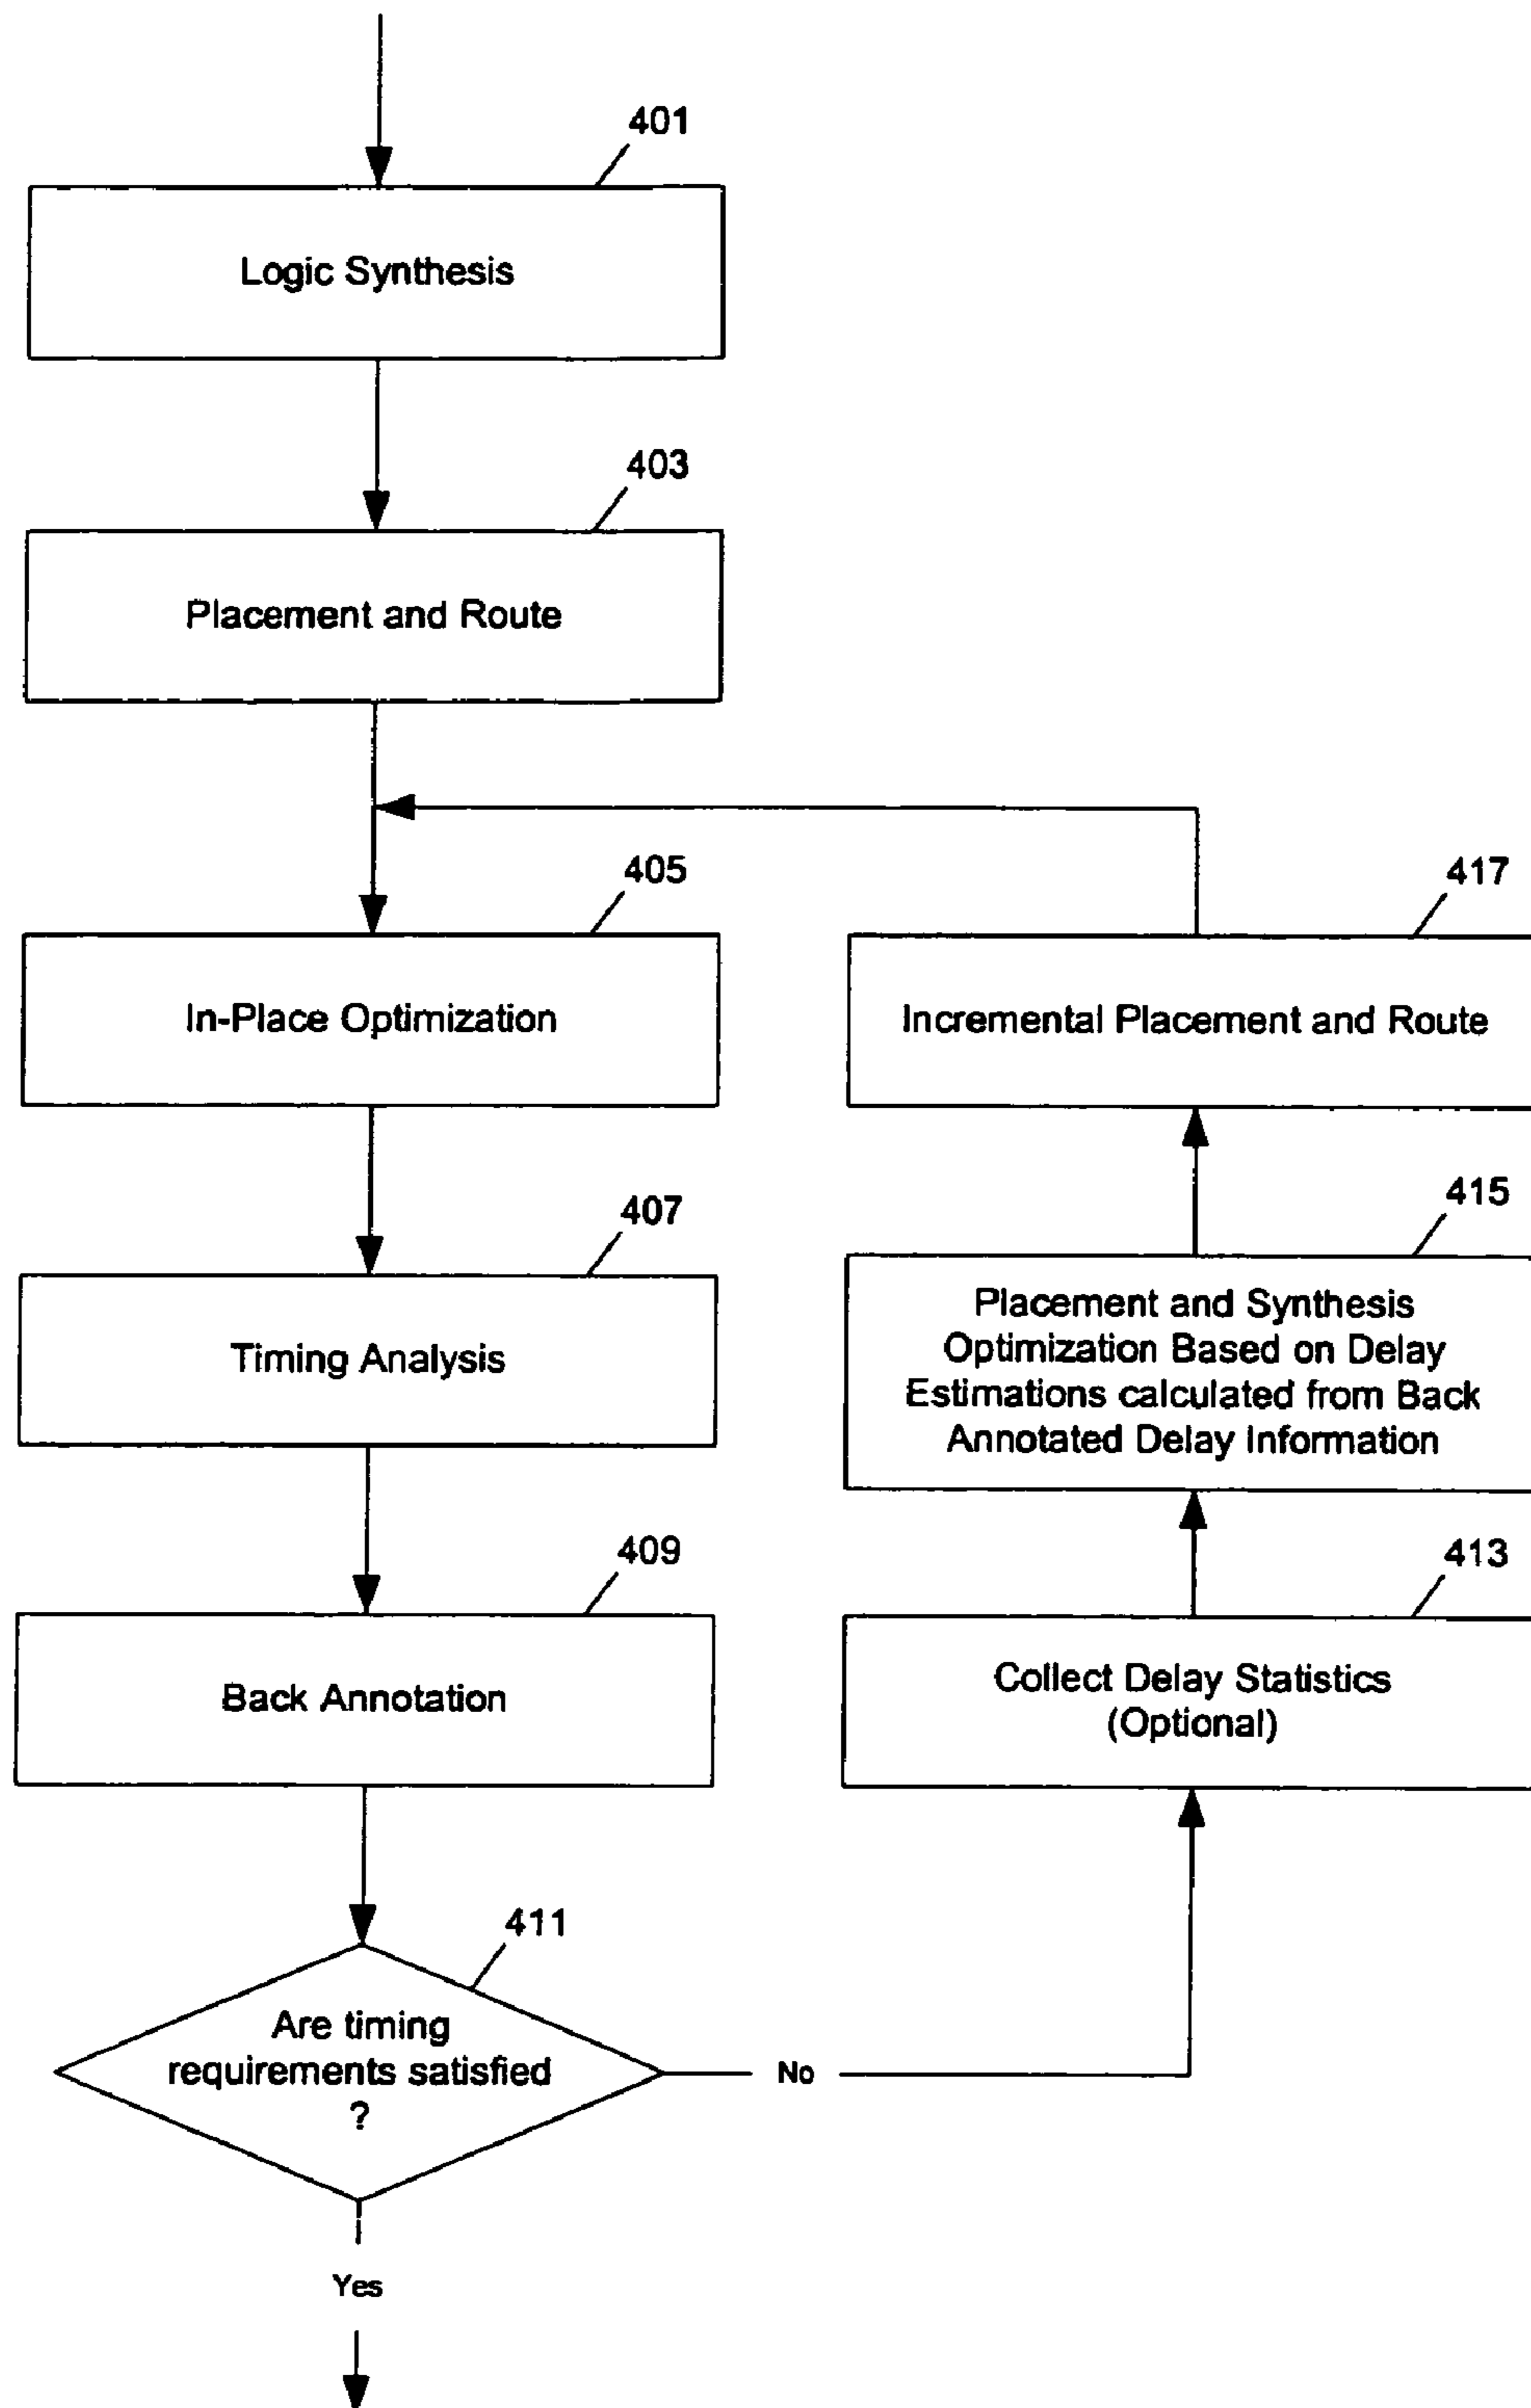 401
Logic Synthesis
403
Placement and Route
405
In-Place Optimization
407
Timing Analysis
409
Back Annotation
411
Are timing
requirements satisfied
?
No
Yes
417
Incremental Placement and Route
415
Placement and Synthesis
Optimization Based on Delay
Estimations calculated from Back
Annotated Delay Information
413
Collect Delay Statistics
(Optional)